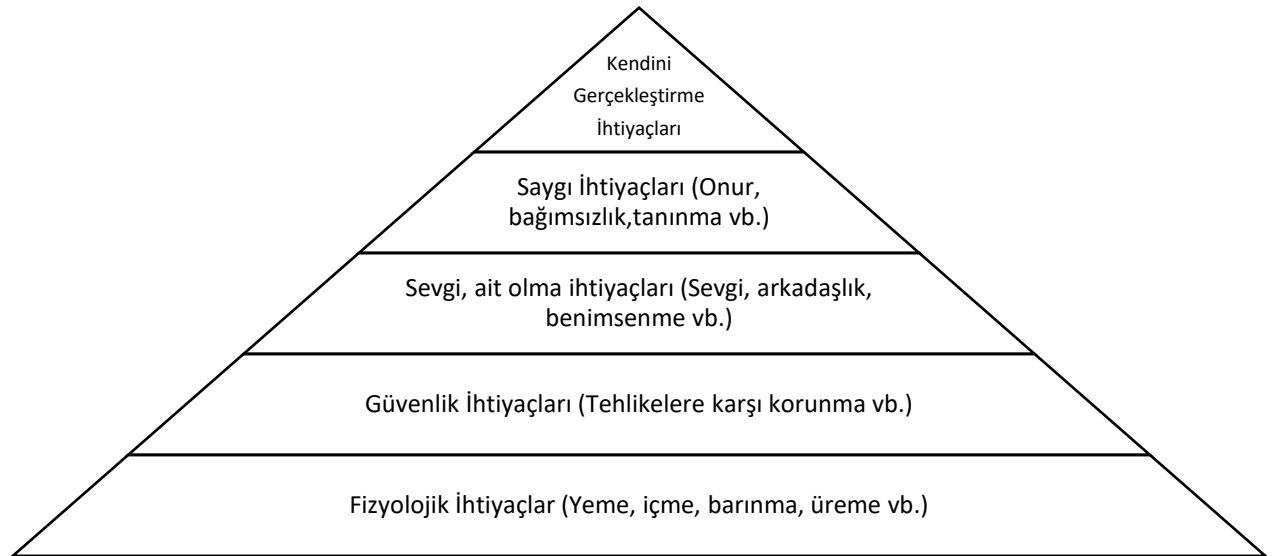 Kendini
Gerçekleştirme
İhtiyaçları
Saygı İhtiyaçları (Onur,
bağımsızlık,tanınma vb.)
Sevgi, ait olma ihtiyaçları (Sevgi, arkadaşlık,
benimsenme vb.)
Güvenlik İhtiyaçları (Tehlikelere karşı korunma vb.)
Fizyolojik İhtiyaçlar (Yeme, içme, barınma, üreme vb.)